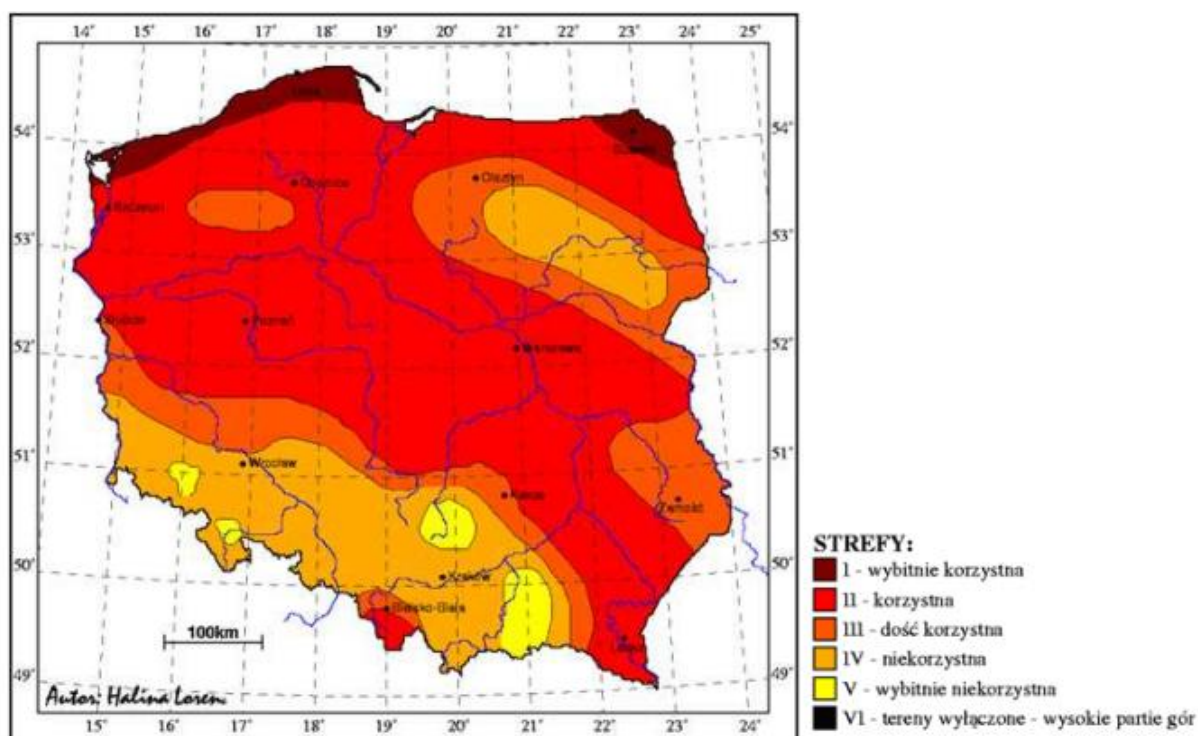 14° 15° 16° 17° 18° 19° 20° 21° 22° 23° 24° 25°
54° 54°
Olsztyn
53° 53°
Poznań
52° 52°
51° Wrocław 51°
Kielce
Zamość
50° Kraków 50°
Bielsko-Biała
100km
49° 49°
Autor: Halina Lorenc
15° 16° 17° 18° 19° 20° 21° 22° 23° 24°
STREFY:
I - wybitnie korzystna
II - korzystna
III - dość korzystna
IV - niekorzystna
V - wybitnie niekorzystna
VI - tereny wyłączone - wysokie partie gór